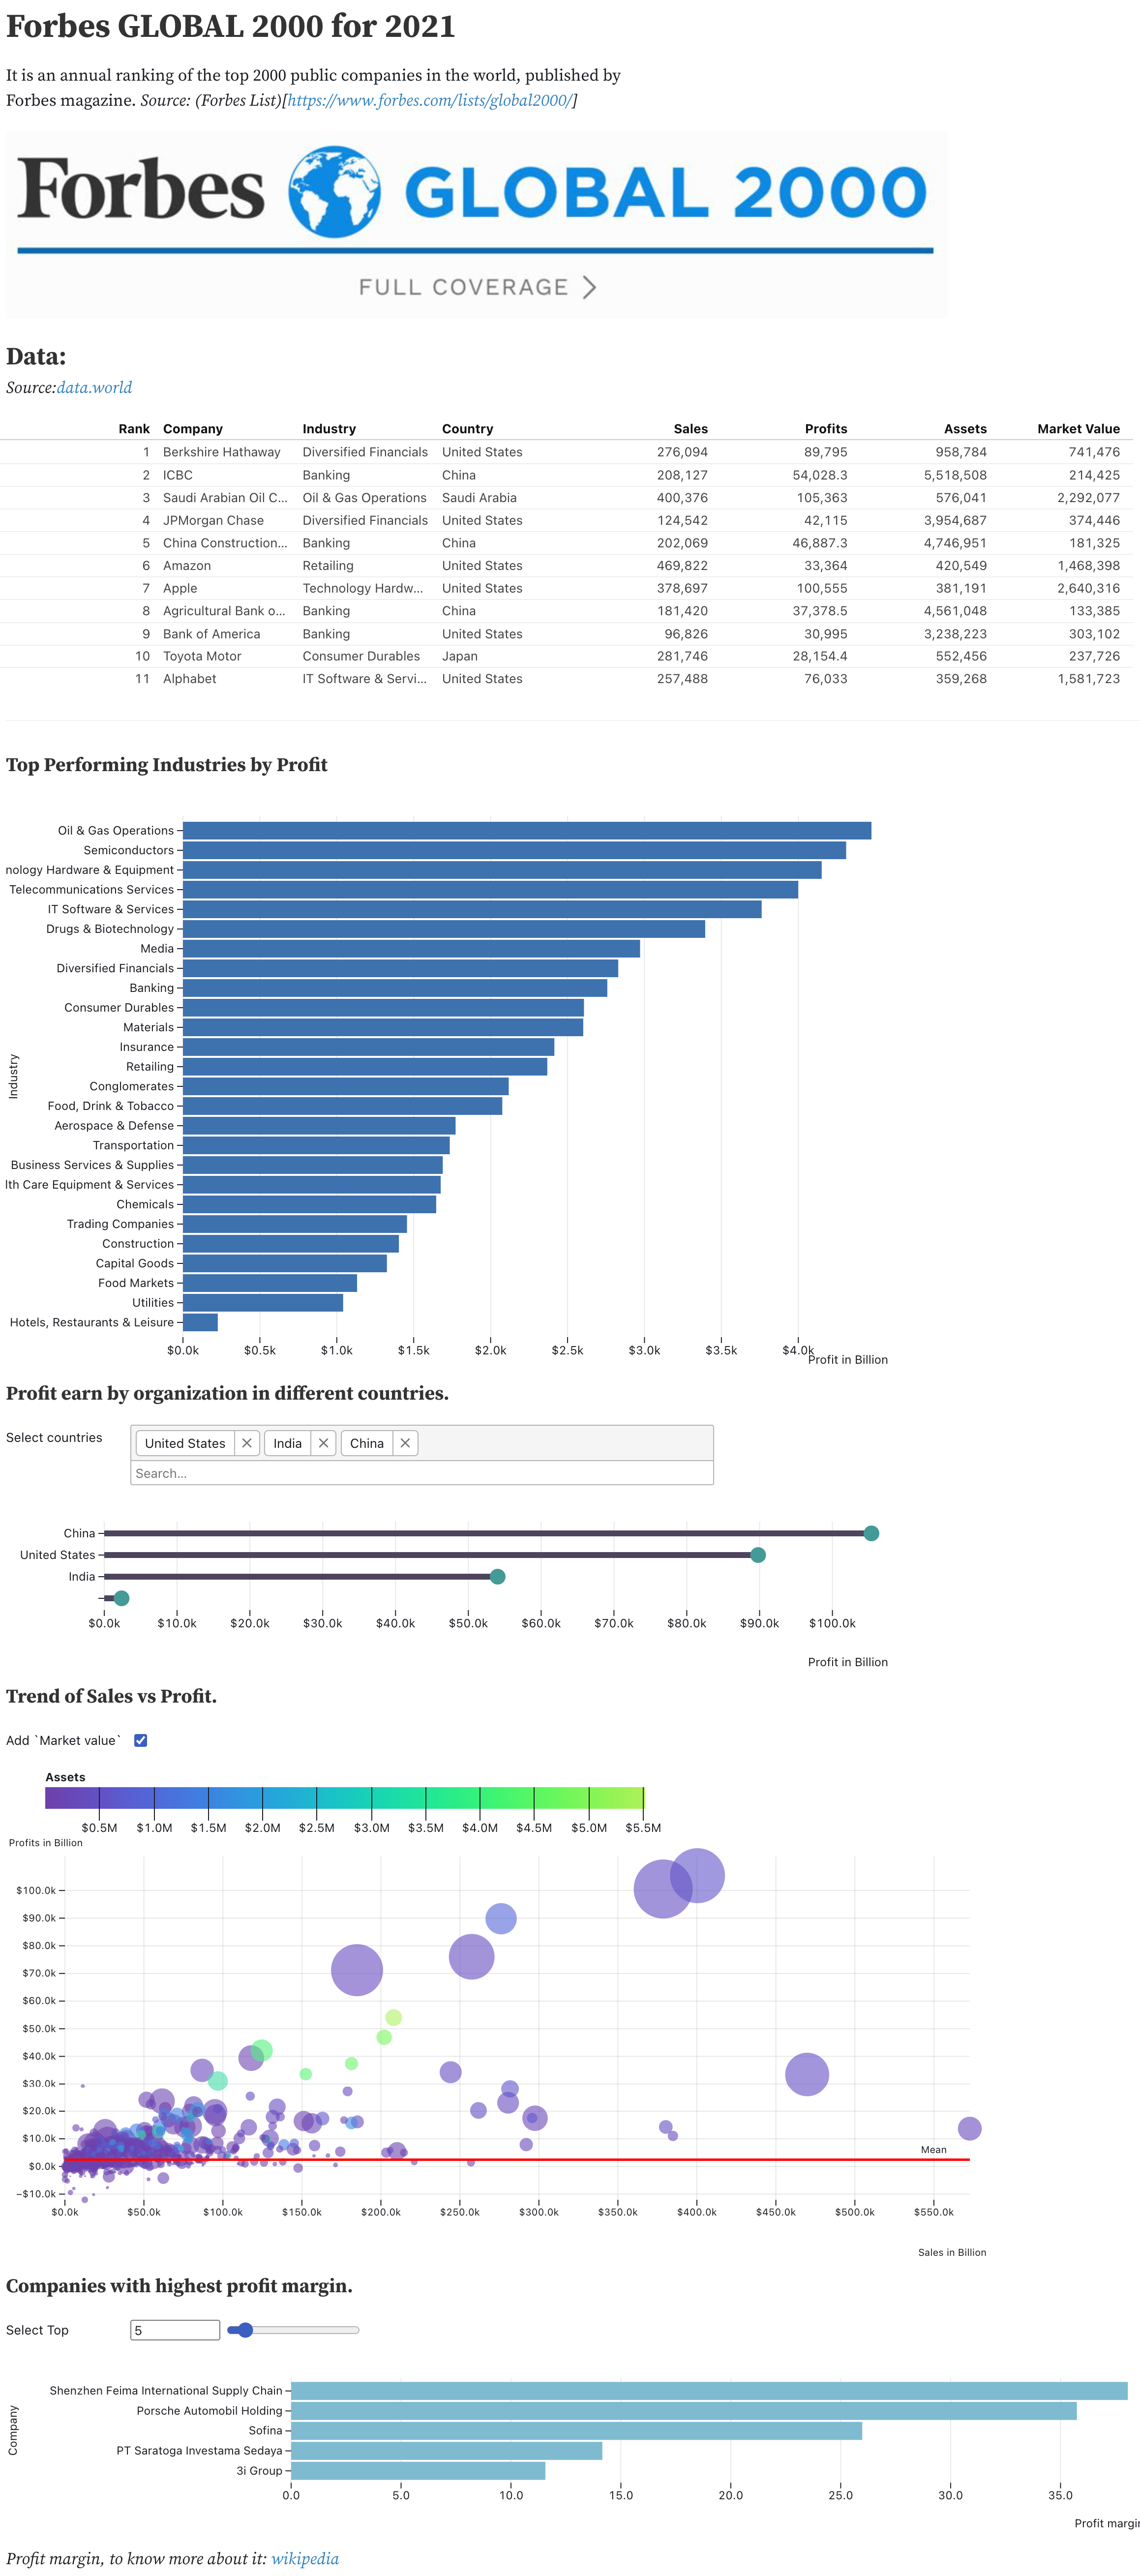 Forbes GLOBAL 2000 for 2021
It is an annual ranking of the top 2000 public companies in the world, published by
Forbes magazine. Source: (Forbes List)[https://www.forbes.com/lists/global2000/]
Forbes GLOBAL 2000
FULL COVERAGE >
Data:
Source:data.world
Rank Company Industry Country Sales Profits Assets Market Value
1 Berkshire Hathaway Diversified Financials United States 276,094 89,795 958,784 741,476
2 ICBC Banking China 208,127 54,028.3 5,518,508 214,425
3 Saudi Arabian Oil C... Oil & Gas Operations Saudi Arabia 400,376 105,363 576,041 2,292,077
4 JPMorgan Chase Diversified Financials United States 124,542 42,115 3,954,687 374,446
5 China Construction... Banking China 202,069 46,887.3 4,746,951 181,325
6 Amazon Retailing United States 469,822 33,364 420,549 1,468,398
7 Apple Technology Hardw... United States 378,697 100,555 381,191 2,640,316
8 Agricultural Bank o... Banking China 181,420 37,378.5 4,561,048 133,385
9 Bank of America Banking United States 96,826 30,995 3,238,223 303,102
10 Toyota Motor Consumer Durables Japan 281,746 28,154.4 552,456 237,726
11 Alphabet IT Software & Servi... United States 257,488 76,033 359,268 1,581,723
Top Performing Industries by Profit
Industry
Oil & Gas Operations
Semiconductors
nology Hardware & Equipment
Telecommunications Services
IT Software & Services
Drugs & Biotechnology
Media
Diversified Financials
Banking
Consumer Durables
Materials
Insurance
Retailing
Conglomerates
Food, Drink & Tobacco
Aerospace & Defense
Transportation
Business Services & Supplies
lth Care Equipment & Services
Chemicals
Trading Companies
Construction
Capital Goods
Food Markets
Utilities
Hotels, Restaurants & Leisure
$0.0k $0.5k $1.0k $1.5k $2.0k $2.5k $3.0k $3.5k $4.0k
Profit in Billion
Profit earn by organization in different countries.
Select countries United States × India × China ×
Search...
China
United States
India
$0.0k $10.0k $20.0k $30.0k $40.0k $50.0k $60.0k $70.0k $80.0k $90.0k $100.0k
Profit in Billion
Trend of Sales vs Profit.
Add `Market value`
Assets
$0.5M $1.0M $1.5M $2.0M $2.5M $3.0M $3.5M $4.0M $4.5M $5.0M $5.5M
Profits in Billion
$100.0k
$90.0k
$80.0k
$70.0k
$60.0k
$50.0k
$40.0k
$30.0k
$20.0k
$10.0k
Mean
$0.0k
−$10.0k
$0.0k $50.0k $100.0k $150.0k $200.0k $250.0k $300.0k $350.0k $400.0k $450.0k $500.0k $550.0k
Sales in Billion
Companies with highest profit margin.
Select Top 5
Company
Shenzhen Feima International Supply Chain
Porsche Automobil Holding
Sofina
PT Saratoga Investama Sedaya
3i Group
0.0 5.0 10.0 15.0 20.0 25.0 30.0 35.0
Profit margin
Profit margin, to know more about it: wikipedia